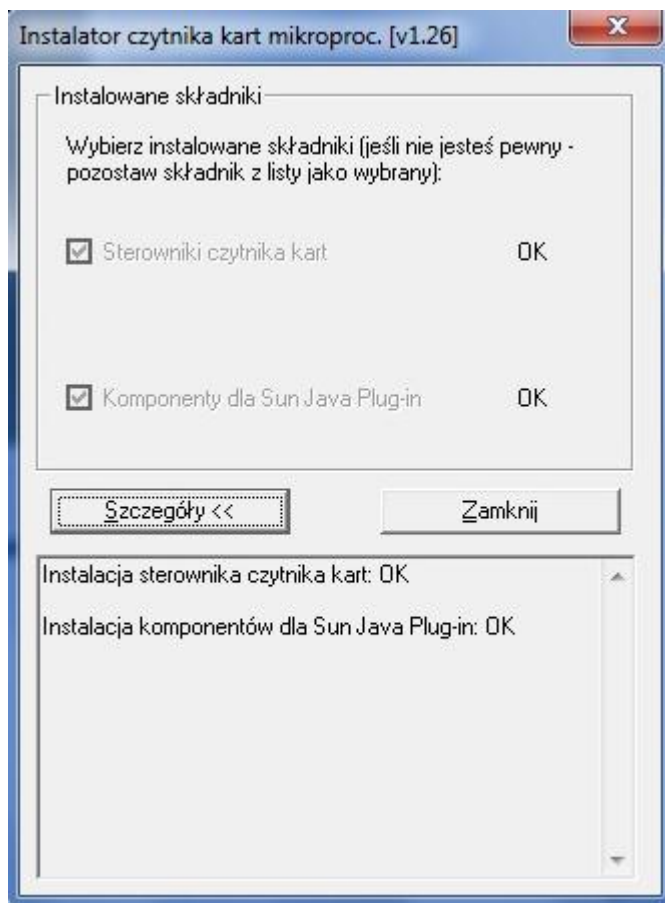 Instalator czytnika kart mikroproc. [v1.26]
Instalowane składniki
Wybierz instalowane składniki (jeśli nie jesteś pewny -
pozostaw składnik z listy jako wybrany):
Sterowniki czytnika kart OK
Komponenty dla Sun Java Plug-in OK
Szczegóły << Zamknij
Instalacja sterownika czytnika kart: OK
Instalacja komponentów dla Sun Java Plug-in: OK